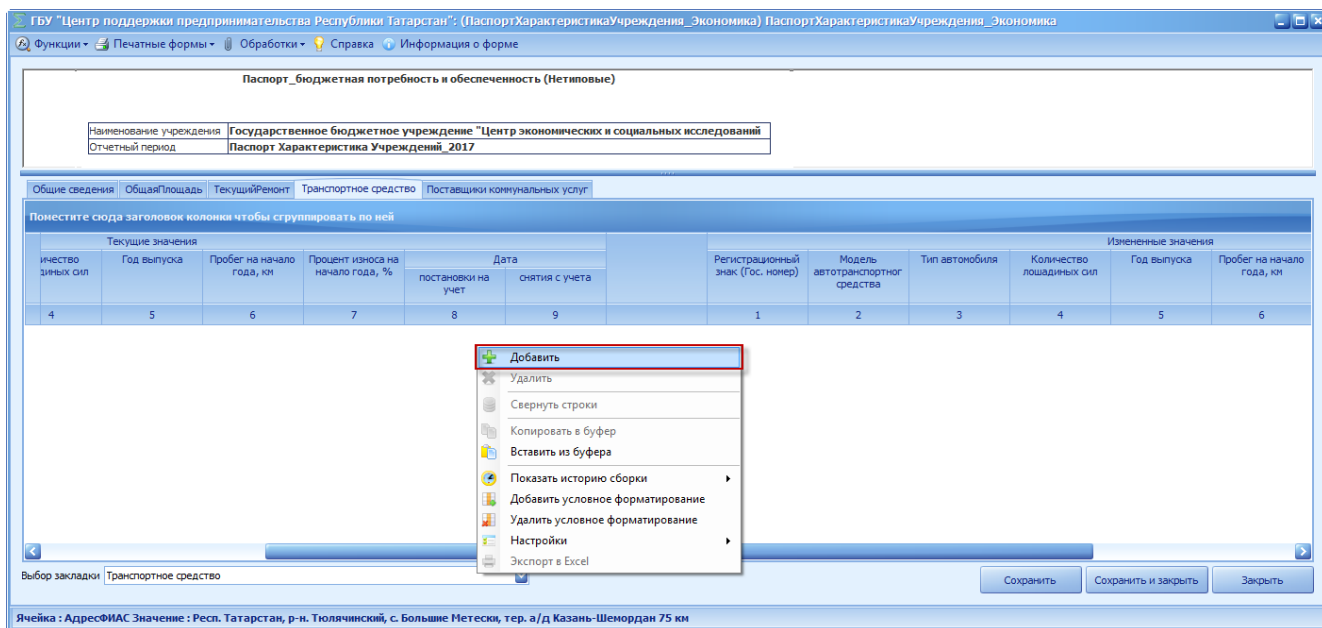 ГБУ "Центр поддержки предпринимательства Республики Татарстан": (ПаспортХарактеристикаУчреждения_Экономика) ПаспортХарактеристикаУчреждения_Экономика
Функции Печатные формы Обработки Справка Информация о форме
Паспорт_бюджетная потребность и обеспеченность (Нетиповые)
Наименование учреждения Государственное бюджетное учреждение "Центр экономических и социальных исследований
Отчетный период Паспорт Характеристика Учреждений_2017
Общие сведения ОбщаяПлощадь ТекущийРемонт Транспортное средство Поставщики коммунальных услуг
Поместите сюда заголовок колонки чтобы сгруппировать по ней
Текущие значения Измененные значения
ичество Год выпуска Пробег на начало Процент износа на Дата Регистрационный Модель Тип автомобиля Количество Год выпуска Пробег на начало
диных сил года, км начало года, % знак (Гос. номер) автотранспортног лошадиных сил года, км
постановки на снятия с учета средства
учет
4 5 6 7 8 9 1 2 3 4 5 6
Добавить
Удалить
Свернуть строки
Копировать в буфер
Вставить из буфера
Показать историю сборки
Добавить условное форматирование
Удалить условное форматирование
Настройки
Экспорт в Excel
Выбор закладки Транспортное средство Сохранить Сохранить и закрыть Закрыть
Ячейка : АдресФИАС Значение : Респ. Татарстан, р-н. Тюлячинский, с. Большие Метески, тер. а/д Казань-Шемордан 75 км